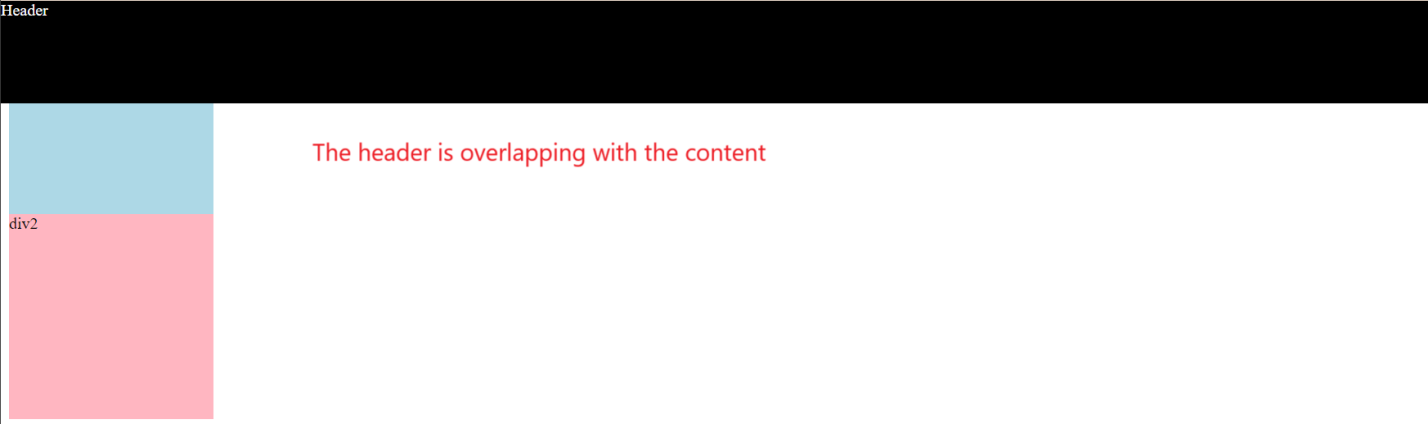 Header
The header is overlapping with the content
div2